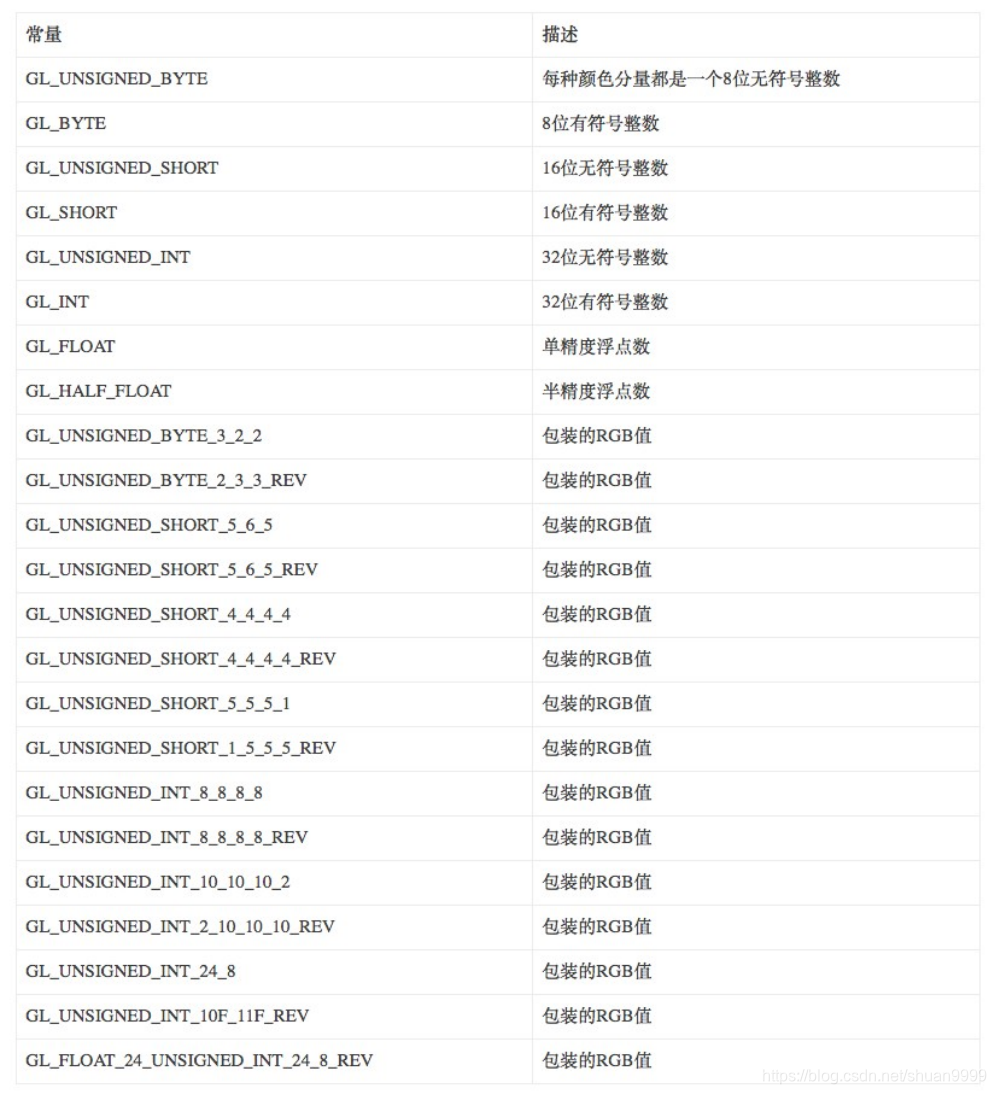 常量 描述
GL_UNSIGNED_BYTE 每种颜色分量都是一个8位无符号整数
GL_BYTE 8位有符号整数
GL_UNSIGNED_SHORT 16位无符号整数
GL_SHORT 16位有符号整数
GL_UNSIGNED_INT 32位无符号整数
GL_INT 32位有符号整数
GL_FLOAT 单精度浮点数
GL_HALF_FLOAT 半精度浮点数
GL_UNSIGNED_BYTE_3_2_2 包装的RGB值
GL_UNSIGNED_BYTE_2_3_3_REV 包装的RGB值
GL_UNSIGNED_SHORT_5_6_5 包装的RGB值
GL_UNSIGNED_SHORT_5_6_5_REV 包装的RGB值
GL_UNSIGNED_SHORT_4_4_4_4 包装的RGB值
GL_UNSIGNED_SHORT_4_4_4_4_REV 包装的RGB值
GL_UNSIGNED_SHORT_5_5_5_1 包装的RGB值
GL_UNSIGNED_SHORT_1_5_5_5_REV 包装的RGB值
GL_UNSIGNED_INT_8_8_8_8 包装的RGB值
GL_UNSIGNED_INT_8_8_8_8_REV 包装的RGB值
GL_UNSIGNED_INT_10_10_10_2 包装的RGB值
GL_UNSIGNED_INT_2_10_10_10_REV 包装的RGB值
GL_UNSIGNED_INT_24_8 包装的RGB值
GL_UNSIGNED_INT_10F_11F_REV 包装的RGB值
GL_FLOAT_24_UNSIGNED_INT_24_8_REV 包装的RGB值
https://blog.csdn.net/shuan9999